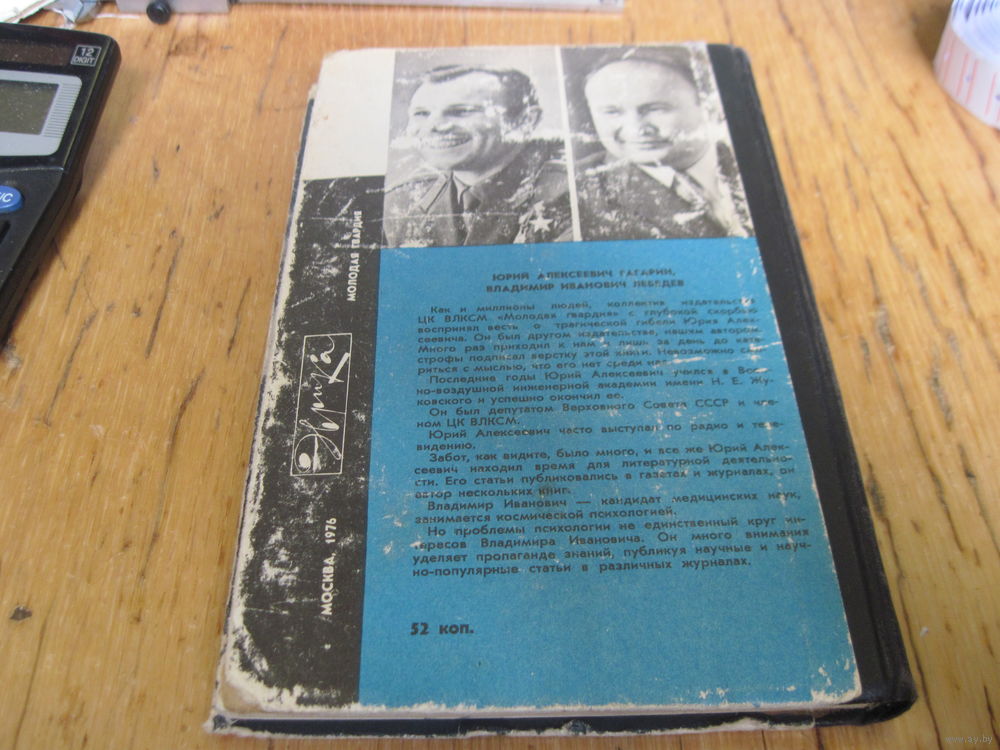 12
DIGIT
МОЛОДАЯ ГВАРДИЯ
Эврика
МОСКВА, 1976
ЮРИЙ АЛЕКСЕЕВИЧ ГАГАРИН,
ВЛАДИМИР ИВАНОВИЧ ЛЕБЕДЕВ
Как и миллионы людей, коллектив издательства
ЦК ВЛКСМ «Молодая гвардия» с глубокой скорбью
воспринял весть о трагической гибели Юрия Алек-
сеевича. Он был другом издательства, нашим автором.
Много раз приходил к нам и лишь за день до ката-
строфы подписал верстку этой книги. Невозможно сми-
риться с мыслью, что его нет среди нас.
Последние годы Юрий Алексеевич учился в Воен-
но-воздушной инженерной академии имени Н. Е. Жу-
ковского и успешно окончил ее.
Он был депутатом Верховного Совета СССР и чле-
ном ЦК ВЛКСМ.
Юрий Алексеевич часто выступал по радио и теле-
видению.
Забот, как видите, было много, и все же Юрий Алек-
сеевич находил время для литературной деятельно-
сти. Его статьи публиковались в газетах и журналах, он
автор нескольких книг.
Владимир Иванович — кандидат медицинских наук,
занимается космической психологией.
Но проблемы психологии не единственный круг ин-
тересов Владимира Ивановича. Он много внимания
уделяет пропаганде знаний, публикуя научные и науч-
но-популярные статьи в различных журналах.
52 коп.
www.ay.by